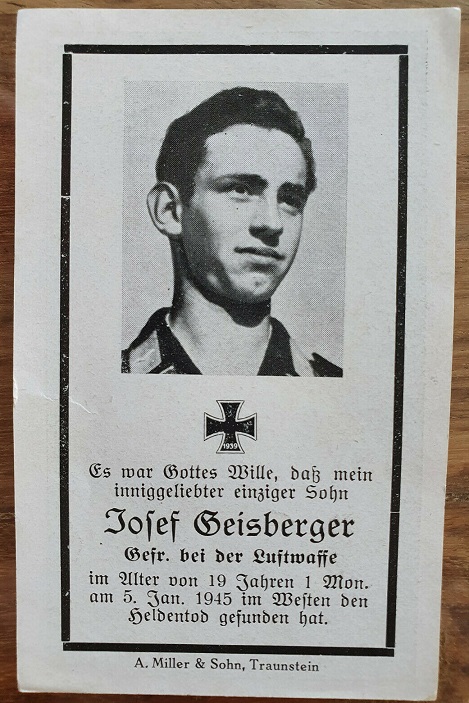 1939
Es war Gottes Wille, daß mein
inniggeliebter einziger Sohn
Josef Geisberger
Gefr. bei der Luftwaffe
im Alter von 19 Jahren 1 Mon.
am 5. Jan. 1945 im Westen den
Heldentod gefunden hat.
A. Miller & Sohn, Traunstein